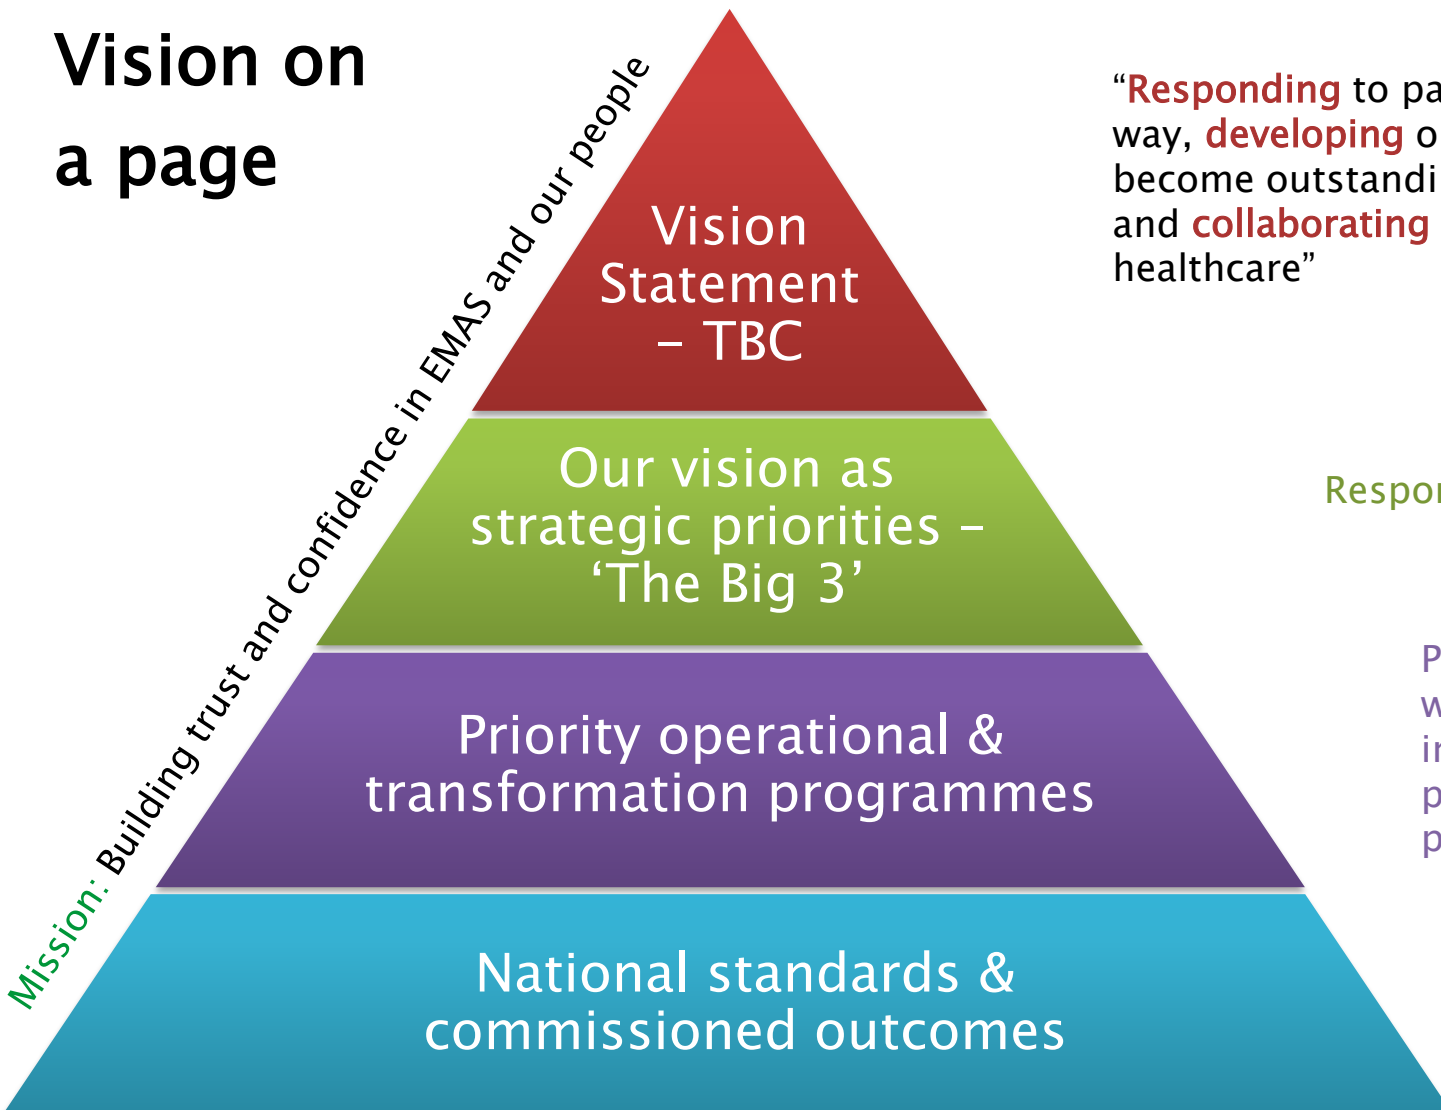 Vision on
a page
Mission: Building trust and confidence in EMAS and our people
Vision
Statement
– TBC
“Responding to pa
way, developing o
become outstandi
and collaborating
healthcare”
Our vision as
strategic priorities –
‘The Big 3’
Respon
Priority operational &
transformation programmes
P
w
in
p
p
National standards &
commissioned outcomes